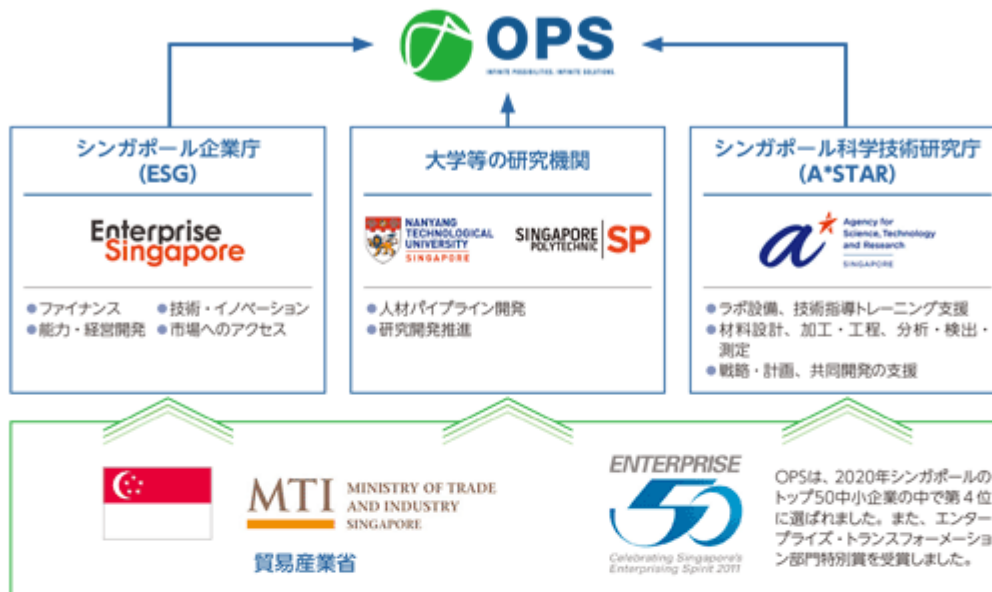 OPS
INFINITE POSSIBILITIES. INFINITE SOLUTIONS.
シンガポール企業庁
(ESG)
Enterprise
Singapore
●ファイナンス ●技術・イノベーション
●能力・経営開発 ●市場へのアクセス
大学等の研究機関
NANYANG
TECHNOLOGICAL
UNIVERSITY
SINGAPORE
SINGAPORE
POLYTECHNIC
SP
●人材パイプライン開発
●研究開発推進
シンガポール科学技術研究庁
(A*STAR)
a*
Agency for
Science, Technology
and Research
SINGAPORE
●ラボ設備、技術指導トレーニング支援
●材料設計、加工・工程、分析・検出・
測定
●戦略・計画、共同開発の支援
MTI
MINISTRY OF TRADE
AND INDUSTRY
SINGAPORE
貿易産業省
ENTERPRISE
50
Celebrating Singapore's
Enterprising Spirit 2011
OPSは、2020年シンガポールの
トップ50中小企業の中で第4位
に選ばれました。また、エンター
プライズ・トランスフォーメーショ
ン部門特別賞を受賞しました。